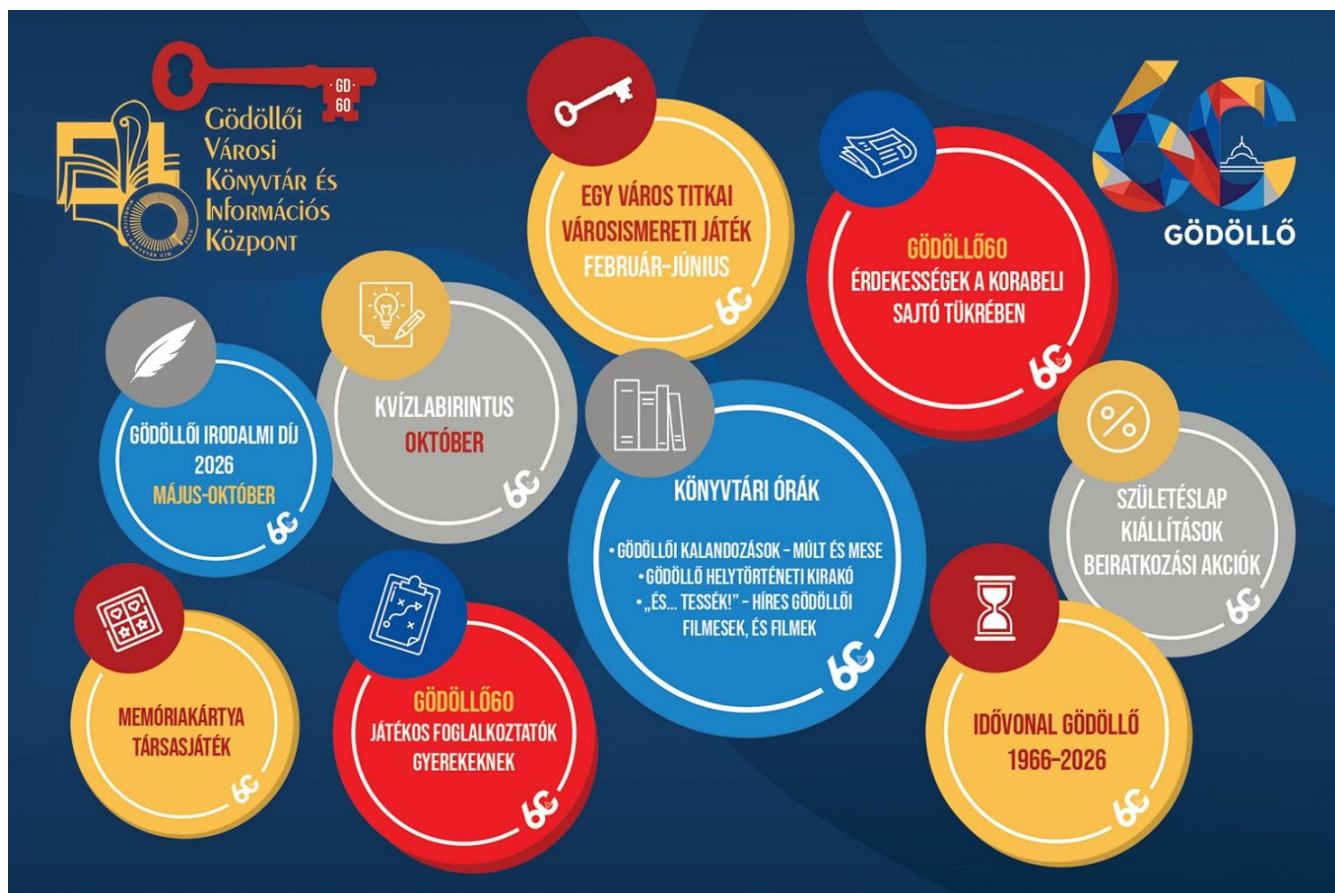 ·GD·
60
Gödöllői
Városi
Könyvtár és
Információs
Központ
EGY VÁROS TITKAI
VÁROSISMERETI JÁTÉK
FEBRUÁR–JÚNIUS
60
GÖDÖLLŐ60
ÉRDEKESSÉGEK A KORABELI
SAJTÓ TÜKRÉBEN
60
60
GÖDÖLLŐ
GÖDÖLLŐI IRODALMI DÍJ
2026
MÁJUS-OKTÓBER
60
KVÍZLABIRINTUS
OKTÓBER
60
KÖNYVTÁRI ÓRÁK
• GÖDÖLLŐI KALANDOZÁSOK – MÚLT ÉS MESE
• GÖDÖLLŐ HELYTÖRTÉNETI KIRAKÓ
• „ÉS... TESSÉK!” – HÍRES GÖDÖLLŐI
FILMESEK, ÉS FILMEK
60
%
SZÜLETÉSLAP
KIÁLLÍTÁSOK
BEIRATKOZÁSI AKCIÓK
60
MEMÓRIAKÁRTYA
TÁRSASJÁTÉK
60
GÖDÖLLŐ60
JÁTÉKOS FOGLALKOZTATÓK
GYEREKEKNEK
60
IDŐVONAL GÖDÖLLŐ
1966–2026
60